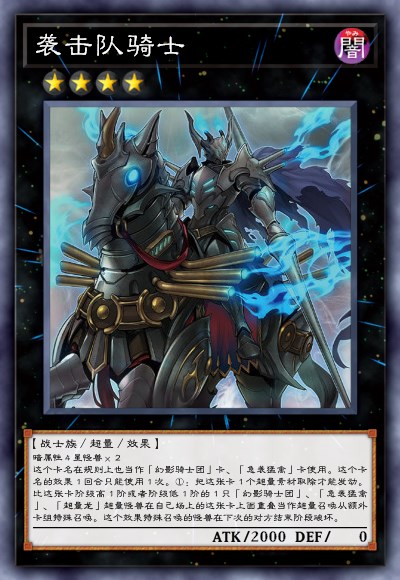 袭击队骑士
やみ
闇
【战士族／超量／效果】
暗属性4星怪兽×2
这个卡名在规则上也当作「幻影骑士团」卡、「急袭猛禽」卡使用。这个卡
名的效果1回合只能使用1次。①：把这张卡1个超量素材取除才能发动。
比这张卡阶级高1阶或者阶级低1阶的1只「幻影骑士团」、「急袭猛禽
」、「超量龙」超量怪兽在自己场上的这张卡上面重叠当作超量召唤从额外
卡组特殊召唤。这个效果特殊召唤的怪兽在下次的对方结束阶段破坏。
ATK/2000 DEF/ 0